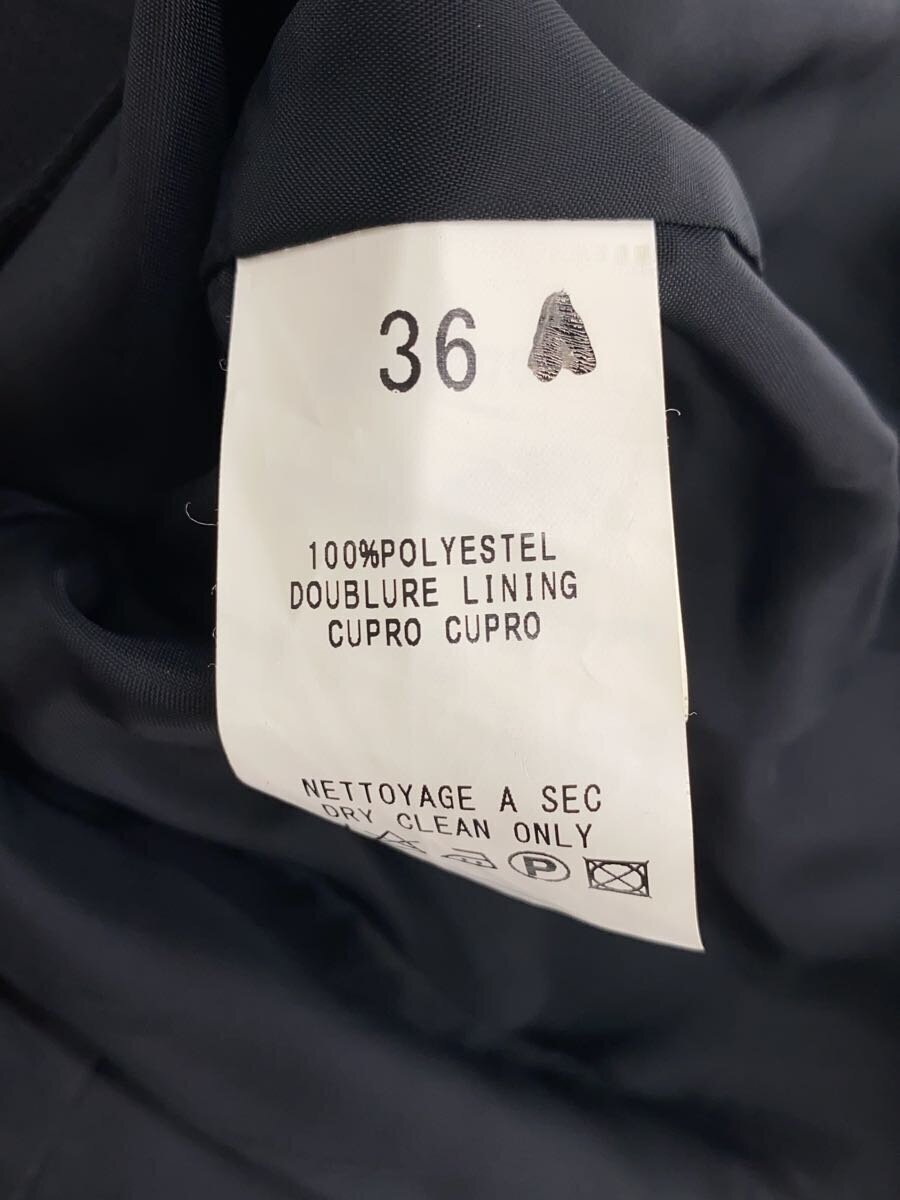 36
100%POLYESTEL
DOUBLURE LINING
CUPRO CUPRO
NETTOYAGE A SEC
DRY CLEAN ONLY
P